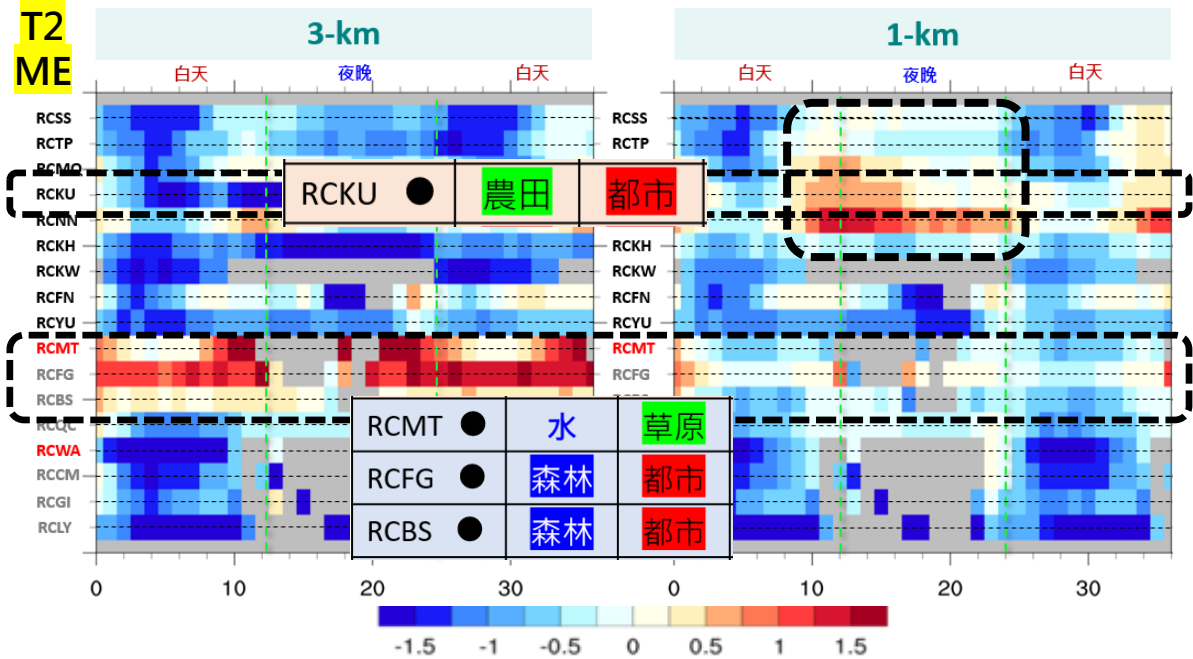 T2
ME
3-km
1-km
白天
夜晚
白天
白天
夜晚
白天
RCSS
RCTP
RCMQ
RCKU
RCNN
RCKH
RCKW
RCFN
RCYU
RCMT
RCFG
RCBS
RCQC
RCWA
RCCM
RCGI
RCLY
RCSS
RCTP
RCKH
RCKW
RCFN
RCYU
RCMT
RCFG
RCKU ● 農田 都市
RCMT ● 水 草原
RCFG ● 森林 都市
RCBS ● 森林 都市
0 10 20 30
0 10 20 30
-1.5 -1 -0.5 0 0.5 1 1.5